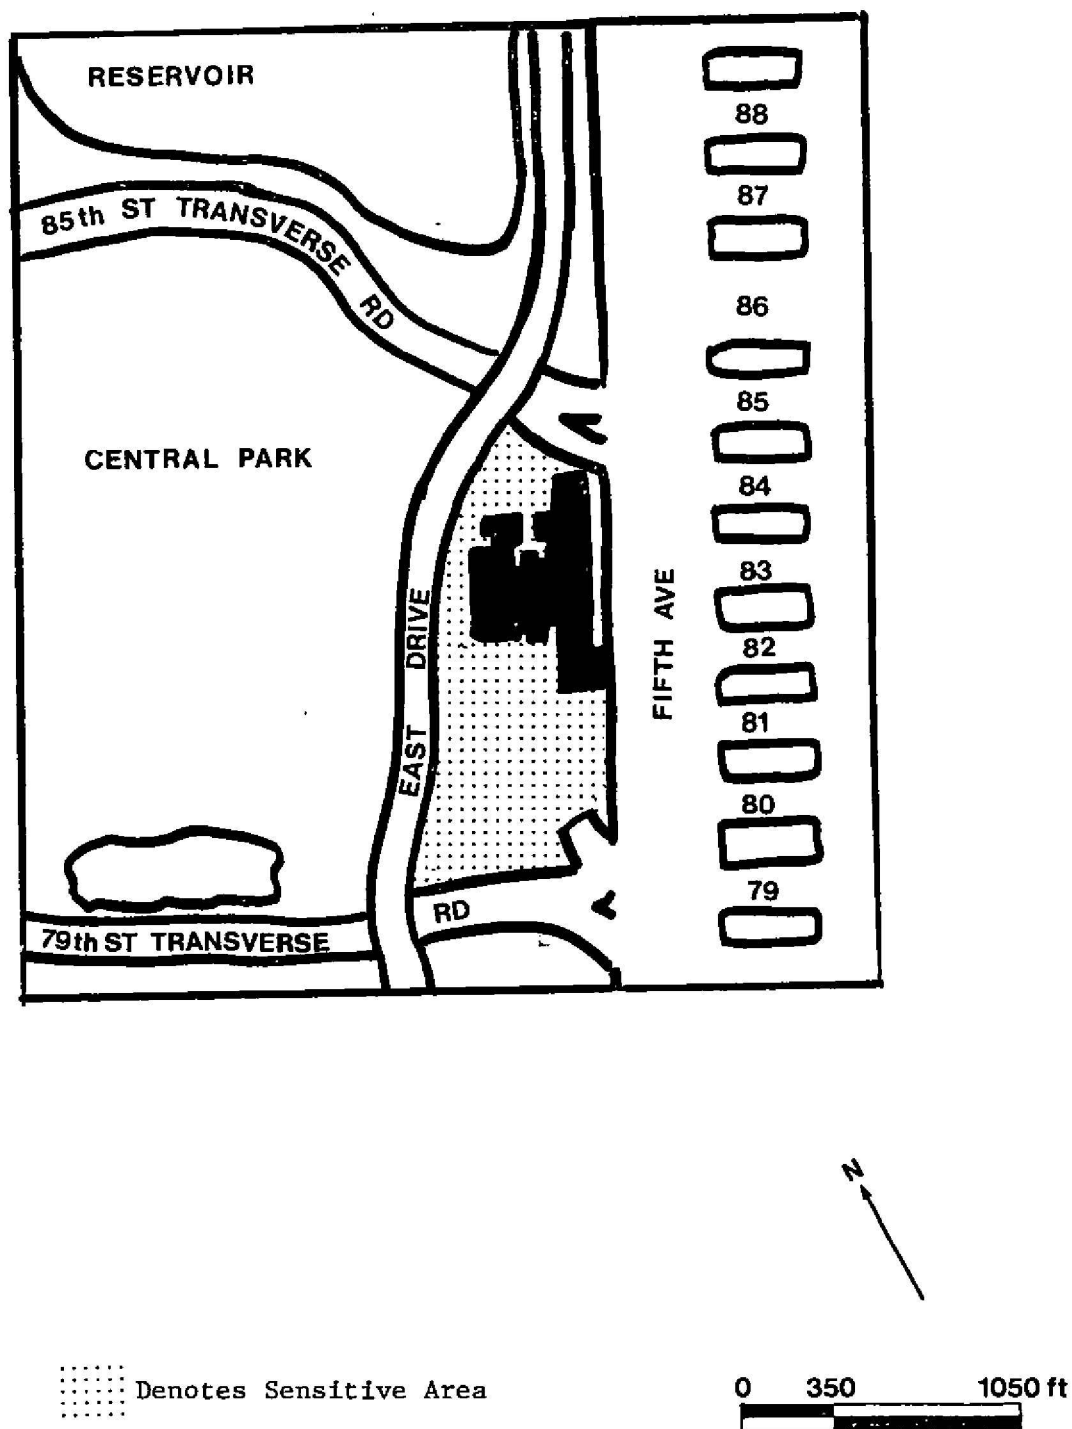 RESERVOIR
88
87
85th ST TRANSVERSE RD
86
85
CENTRAL PARK
84
83
FIFTH AVE
EAST DRIVE
82
81
80
79
RD
79th ST TRANSVERSE
N
Denotes Sensitive Area
0 350 1050 ft